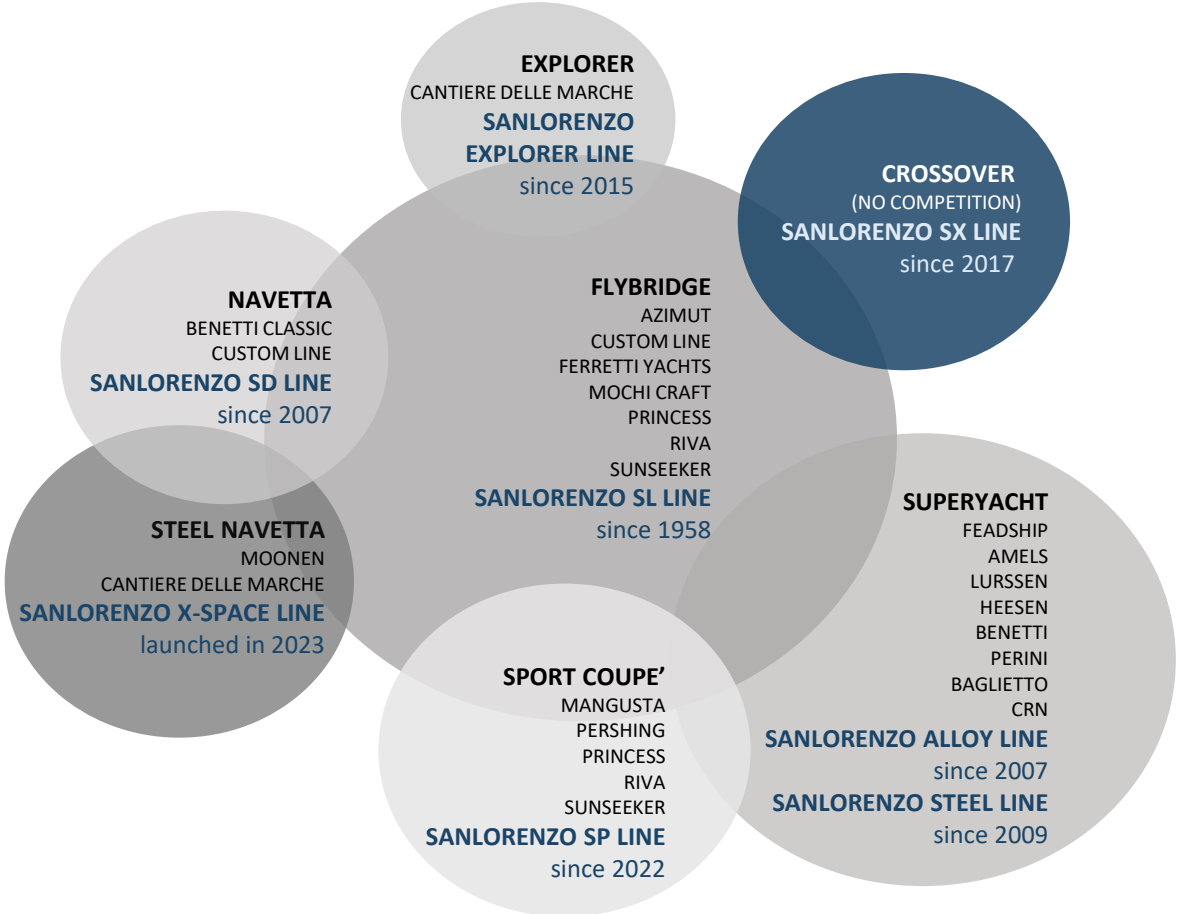 EXPLORER
CANTIERE DELLE MARCHE
SANLORENZO
EXPLORER LINE
since 2015
CROSSOVER
(NO COMPETITION)
SANLORENZO SX LINE
since 2017
NAVETTA
BENETTI CLASSIC
CUSTOM LINE
SANLORENZO SD LINE
since 2007
FLYBRIDGE
AZIMUT
CUSTOM LINE
FERRETTI YACHTS
MOCHI CRAFT
PRINCESS
RIVA
SUNSEEKER
SANLORENZO SL LINE
since 1958
STEEL NAVETTA
MOONEN
CANTIERE DELLE MARCHE
SANLORENZO X-SPACE LINE
launched in 2023
SUPERYACHT
FEADSHIP
AMELS
LURSSEN
HEESEN
BENETTI
PERINI
BAGLIETTO
CRN
SANLORENZO ALLOY LINE
since 2007
SANLORENZO STEEL LINE
since 2009
SPORT COUPE’
MANGUSTA
PERSHING
PRINCESS
RIVA
SUNSEEKER
SANLORENZO SP LINE
since 2022